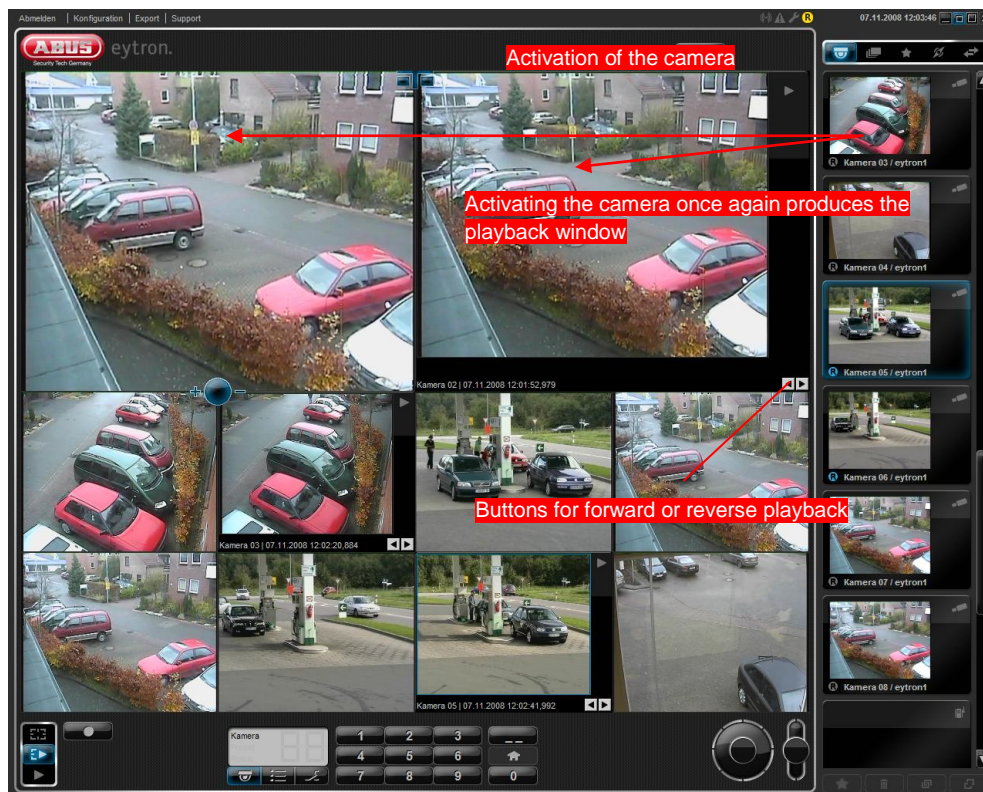 Abmelden | Konfiguration | Export | Support
R
07.11.2008 12:03:46
ABUS
Security Tech Germany
eytron.
Activation of the camera
R Kamera 03 / eytron1
Activating the camera once again produces the
playback window
R Kamera 04 / eytron1
R Kamera 05 / eytron1
Kamera 02 | 07.11.2008 12:01:52,979
+ −
R Kamera 06 / eytron1
Buttons for forward or reverse playback
Kamera 03 | 07.11.2008 12:02:20,884
R Kamera 07 / eytron1
R Kamera 08 / eytron1
Kamera 05 | 07.11.2008 12:02:41,992
Kamera
1 2 3 _ _
4 5 6
7 8 9 0